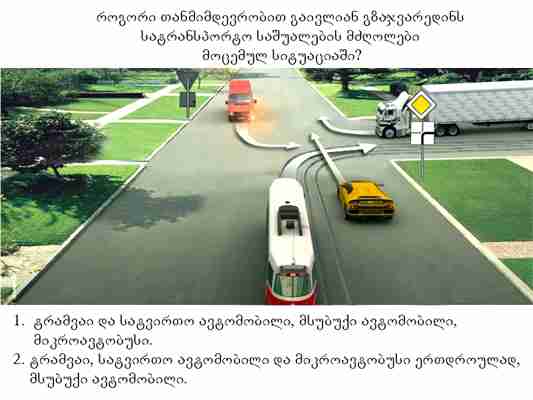 როგორი თანმიმდევრობით გაივლიან გზაჯვარედინს
სატრანსპორტო საშუალების მძღოლები
მოცემულ სიტუაციაში?
1. ტრამვაი და სატვირთო ავტომობილი, მსუბუქი ავტომობილი,
მიკროავტობუსი.
2. ტრამვაი, სატვირთო ავტომობილი და მიკროავტობუსი ერთდროულად,
მსუბუქი ავტომობილი.